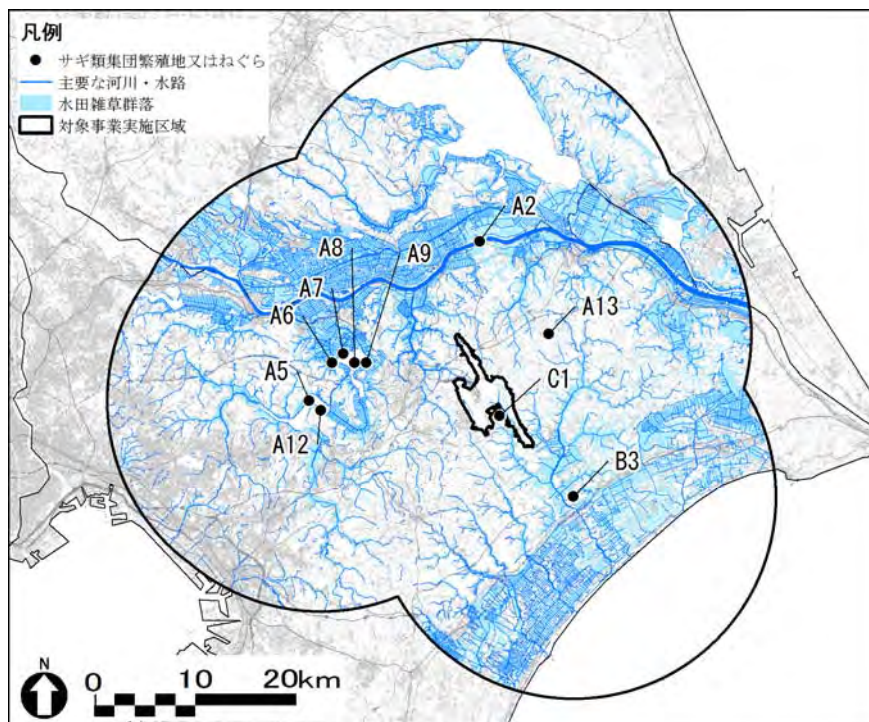 凡例
サギ類集団繁殖地又はねぐら
主要な河川・水路
水田雑草群落
対象事業実施区域
A2
A8
A9
A7
A6
A13
A5
C1
A12
B3
N
0 10 20km